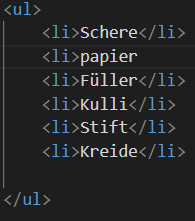 <ul>
<li>Schere</li>
<li>papier
<li>Füller</li>
<li>Kulli</li>
<li>Stift</li>
<li>Kreide</li>
</ul>